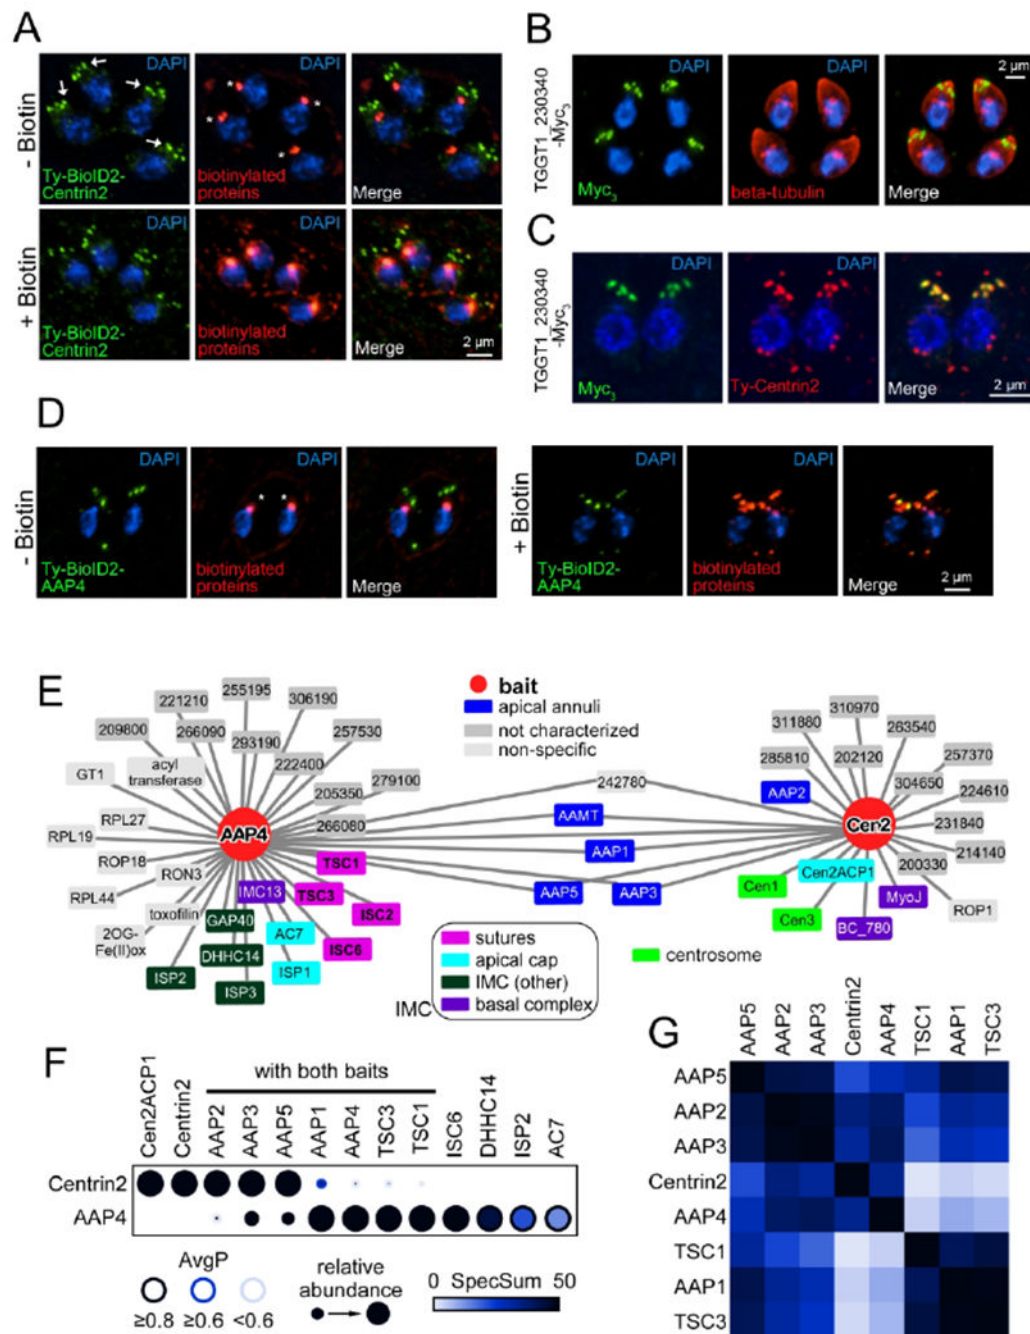 A
DAPI
DAPI
- Biotin
Ty-BioID2-
Centrin2
biotinylated
proteins
Merge
DAPI
DAPI
+ Biotin
Ty-BioID2-
Centrin2
biotinylated
proteins
Merge
2 µm
B
DAPI
DAPI
2 µm
TGGT1_230340
-Myc3
Myc3
beta-tubulin
Merge
C
DAPI
DAPI
TGGT1_230340
-Myc3
Myc3
Ty-Centrin2
Merge
2 µm
D
DAPI
DAPI
- Biotin
Ty-BioID2-
AAP4
biotinylated
proteins
Merge
DAPI
DAPI
+ Biotin
Ty-BioID2-
AAP4
biotinylated
proteins
Merge
2 µm
E
bait
apical annuli
not characterized
non-specific
255195
221210
306190
209800
266090
293190
257530
GT1
acyl
transferase
222400
279100
205350
RPL27
266080
AAP4
RPL19
ROP18
RON3
TSC1
RPL44
IMC13
TSC3
ISC2
toxofilin
GAP40
2OG-
Fe(II)ox
AC7
ISC6
DHHC14
ISP2
ISP1
ISP3
242780
AAMT
AAP1
AAP5
AAP3
310970
311880
263540
285810
202120
257370
AAP2
304650
224610
Cen2
231840
214140
200330
Cen1
Cen2ACP1
MyoJ
ROP1
Cen3
BC_780
sutures
apical cap
IMC (other)
basal complex
IMC
centrosome
F
with both baits
Cen2ACP1
Centrin2
AAP2
AAP3
AAP5
AAP1
AAP4
TSC3
TSC1
ISC6
DHHC14
ISP2
AC7
Centrin2
AAP4
AvgP
≥0.8
≥0.6
<0.6
relative
abundance
0 SpecSum 50
G
AAP5
AAP2
AAP3
Centrin2
AAP4
TSC1
AAP1
TSC3
AAP5
AAP2
AAP3
Centrin2
AAP4
TSC1
AAP1
TSC3